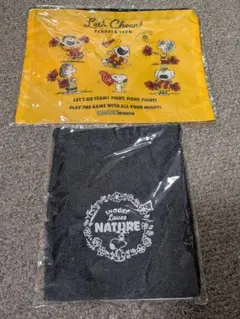 Let's Cheer!
PEANUTS TEAM
LET'S GO TEAM! FIGHT, FIGHT, FIGHT!
PLAY THE GAME WITH ALL YOUR MIGHT!
SNOOPY
Loves
NATURE